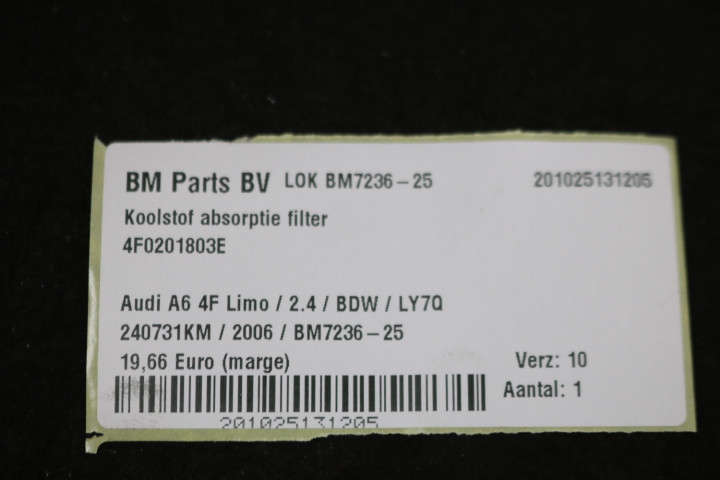 BM Parts BV LOK BM7236-25 201025131205
Koolstof absorptie filter
4F0201803E
Audi A6 4F Limo / 2.4 / BDW / LY7Q
240731KM / 2006 / BM7236-25
19,66 Euro (marge) Verz: 10
Aantal: 1
201025131205